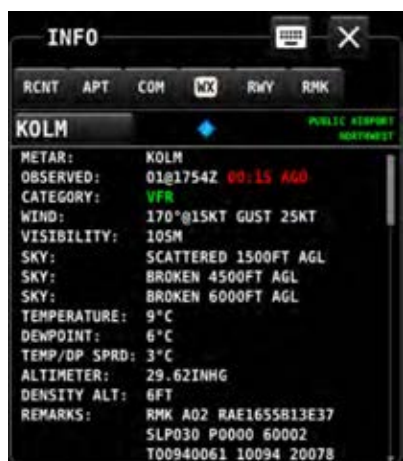 INFO
RCNT APT COM WX RWY RMK
KOLM
PUBLIC AIRPORT
NORTHWEST
METAR: KOLM
OBSERVED: 01@1754Z 00:15 AGO
CATEGORY: VFR
WIND: 170°@15KT GUST 25KT
VISIBILITY: 10SM
SKY: SCATTERED 1500FT AGL
SKY: BROKEN 4500FT AGL
SKY: BROKEN 6000FT AGL
TEMPERATURE: 9°C
DEWPOINT: 6°C
TEMP/DP SPRD: 3°C
ALTIMETER: 29.62INHG
DENSITY ALT: 6FT
REMARKS: RMK AO2 RAE1655B13E37
SLP030 P0000 60002
T00940061 10094 20078